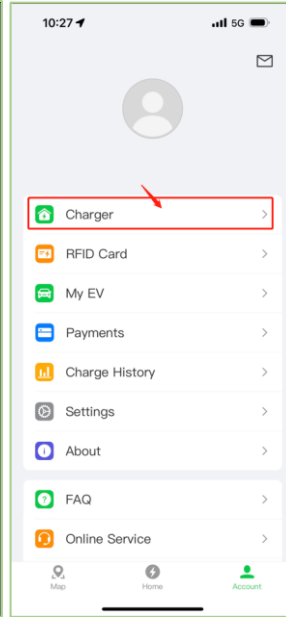 10:27
5G
Charger
RFID Card
My EV
Payments
Charge History
Settings
About
FAQ
Online Service
Map
Home
Account